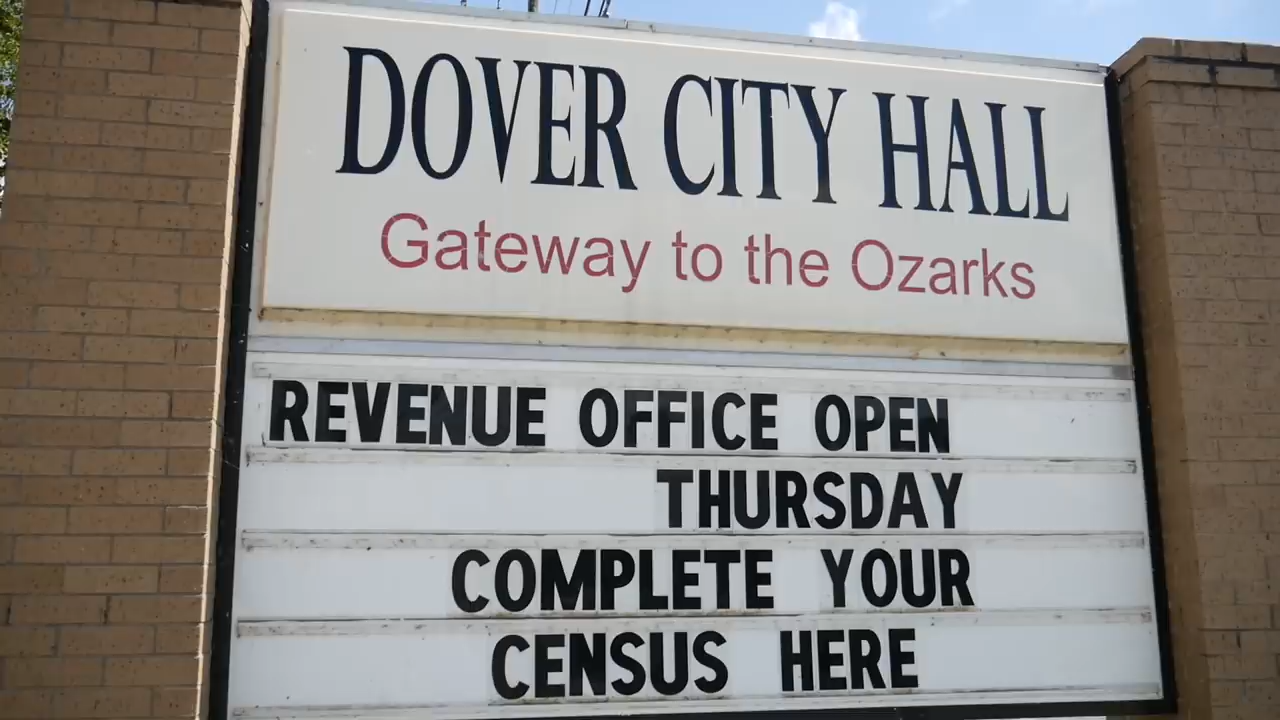 DOVER CITY HALL
Gateway to the Ozarks
REVENUE OFFICE OPEN
THURSDAY
COMPLETE YOUR
CENSUS HERE